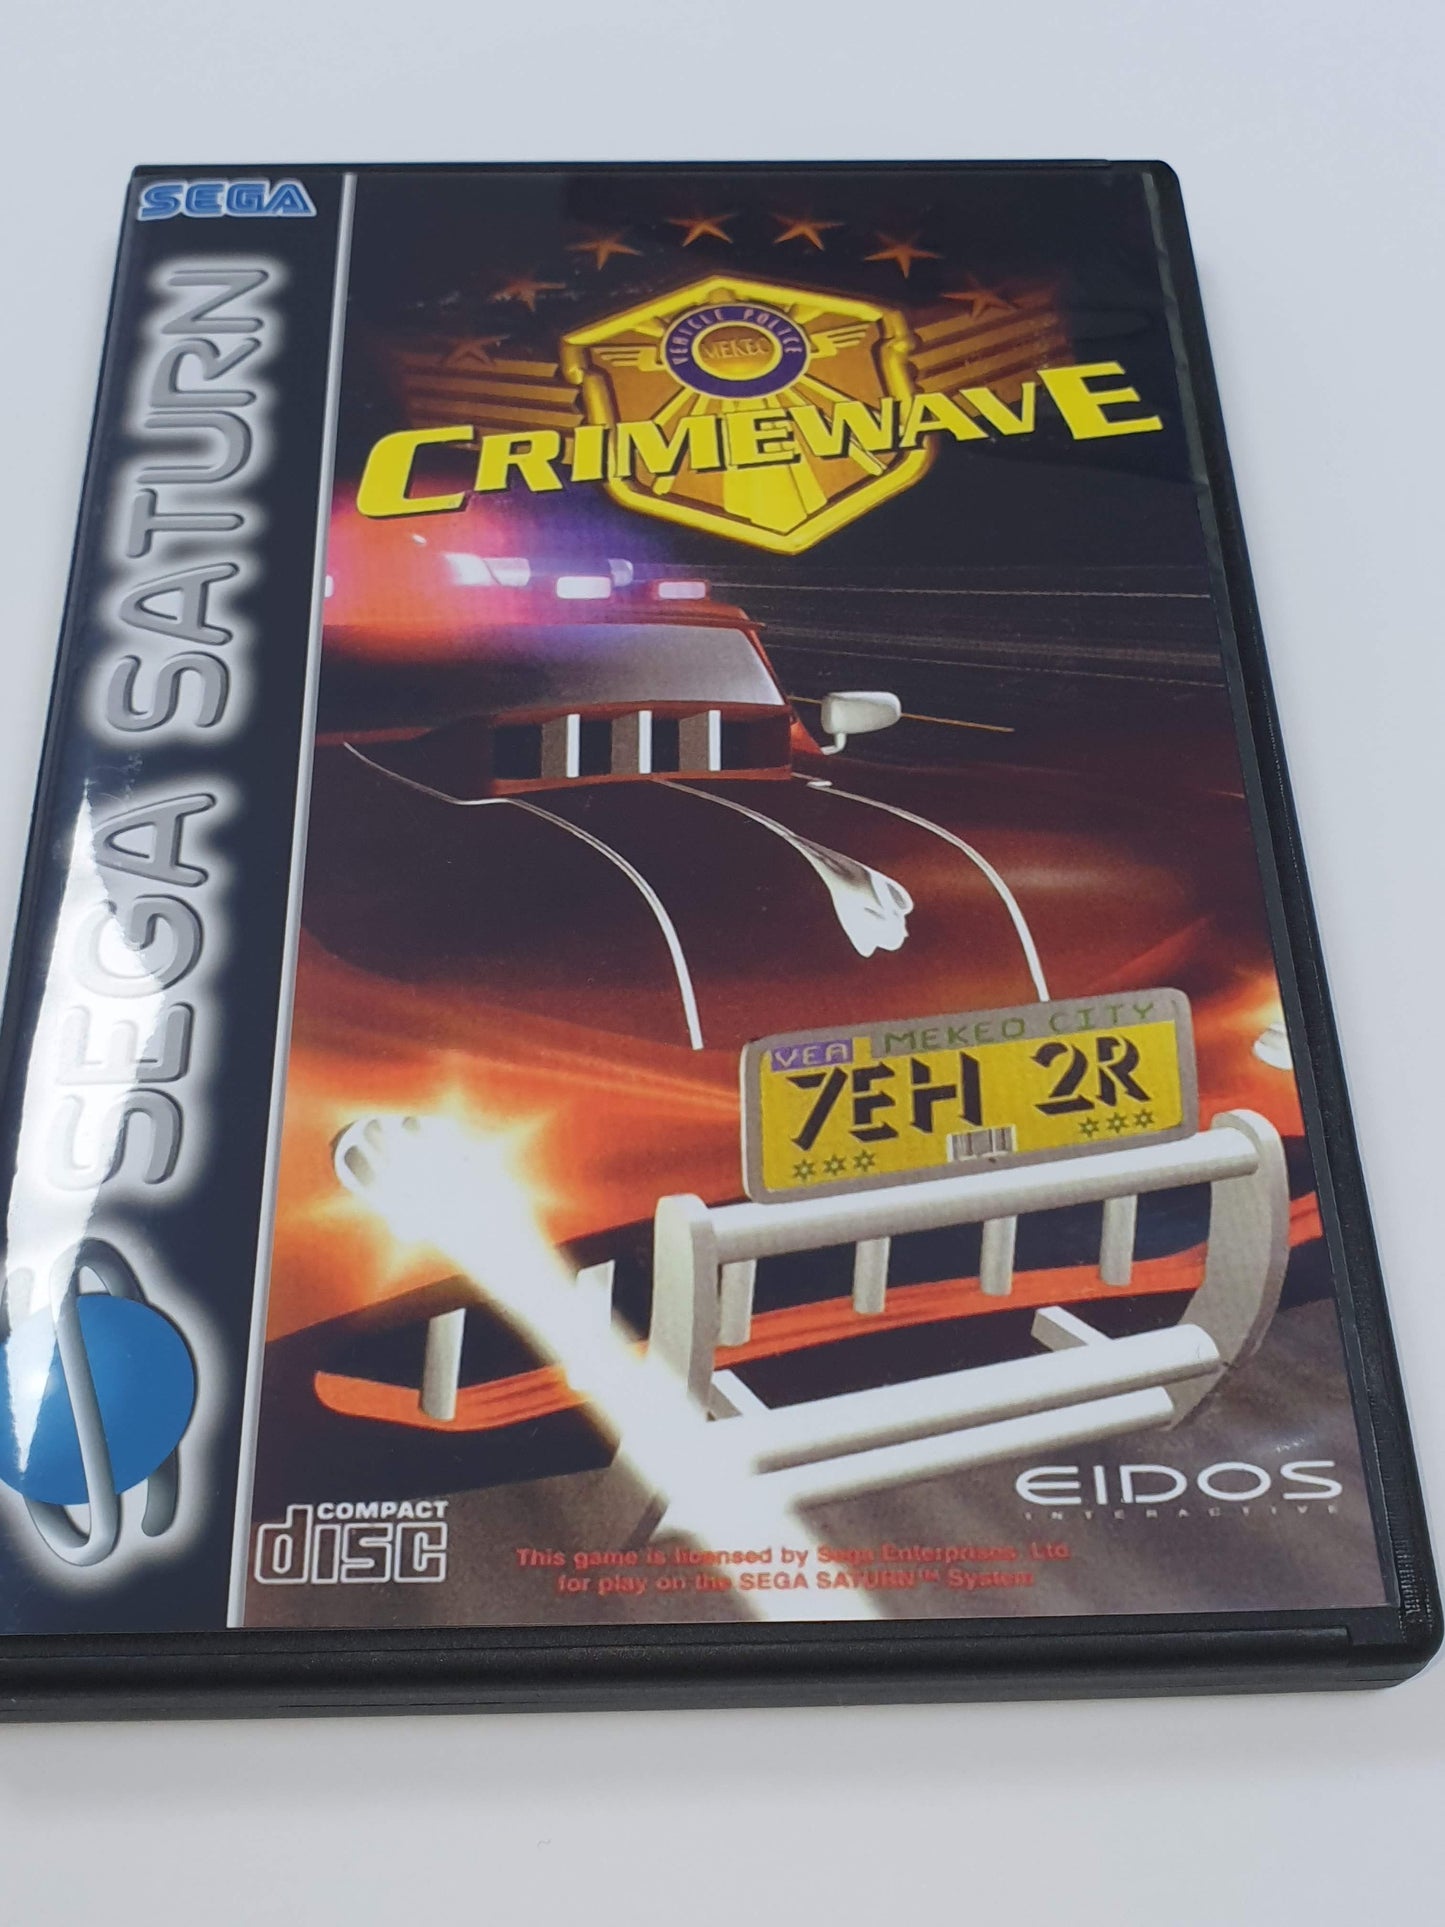 SEGA
SEGA SATURN
VEHICLE POLICE
MEKEO
CRIMEWAVE
VEA MEKEO CITY
7EH 2R
EIDOS
INTERACTIVE
COMPACT
disc
This game is licensed by Sega Enterprises, Ltd.
for play on the SEGA SATURN™ System